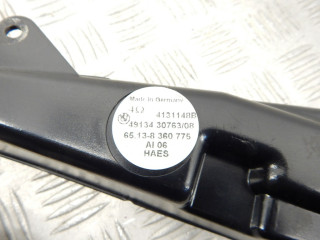 Made in Germany
4131148B
49134 30763/08
65.13-8 360 775
AI 06
HAES